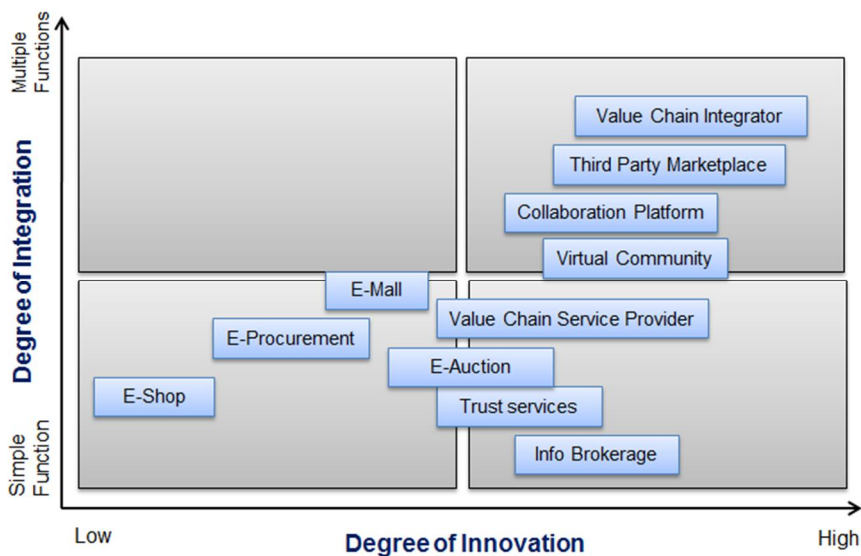 Multiple
Functions
Degree of Integration
Simple
Function
Value Chain Integrator
Third Party Marketplace
Collaboration Platform
Virtual Community
E-Mall
Value Chain Service Provider
E-Procurement
E-Auction
E-Shop
Trust services
Info Brokerage
Low
Degree of Innovation
High